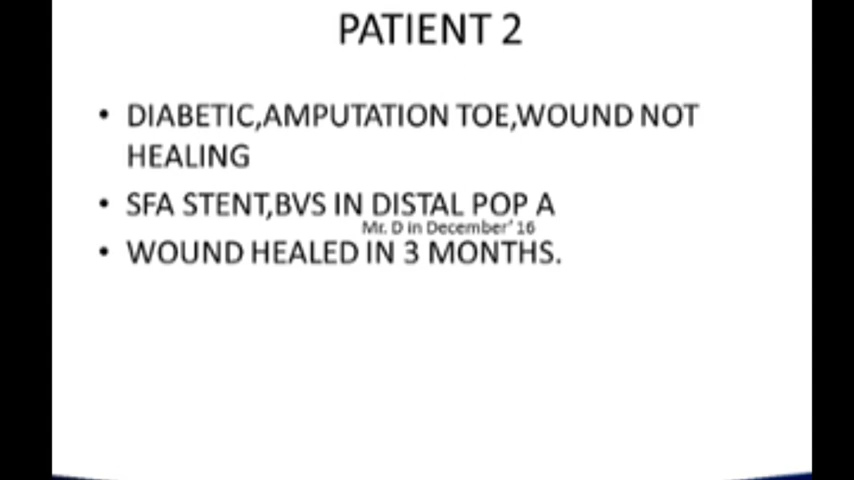 PATIENT 2
• DIABETIC,AMPUTATION TOE,WOUND NOT
HEALING
• SFA STENT,BVS IN DISTAL POP A
Mr. D in December' 16
• WOUND HEALED IN 3 MONTHS.